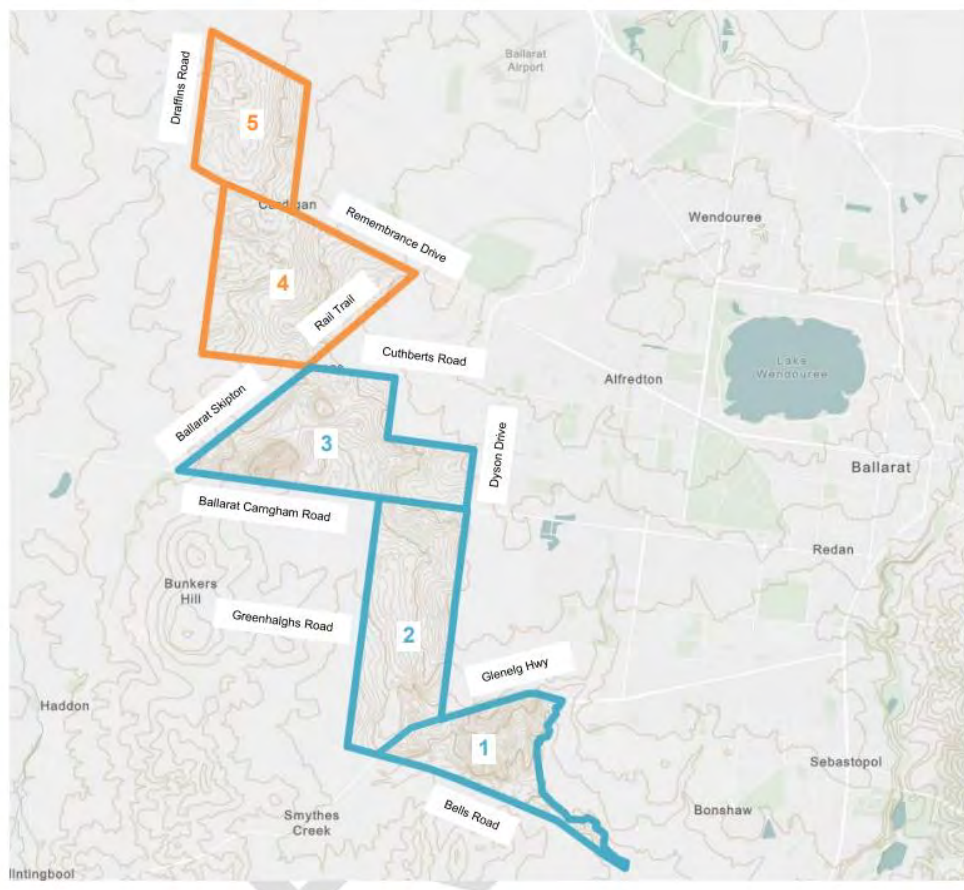 Ballarat
Airport
Draffins Road
5
Cardigan
Remembrance Drive
Wendouree
4
Rail Trail
Cuthberts Road
Lake
Wendouree
Alfredton
Ballarat Skipton
3
Dyson Drive
Ballarat
Ballarat Carngham Road
Redan
Bunkers
Hill
Greenhalghs Road
2
Glenelg Hwy
Haddon
1
Sebastopol
Bells Road
Bonshaw
Smythes
Creek
llntingbool